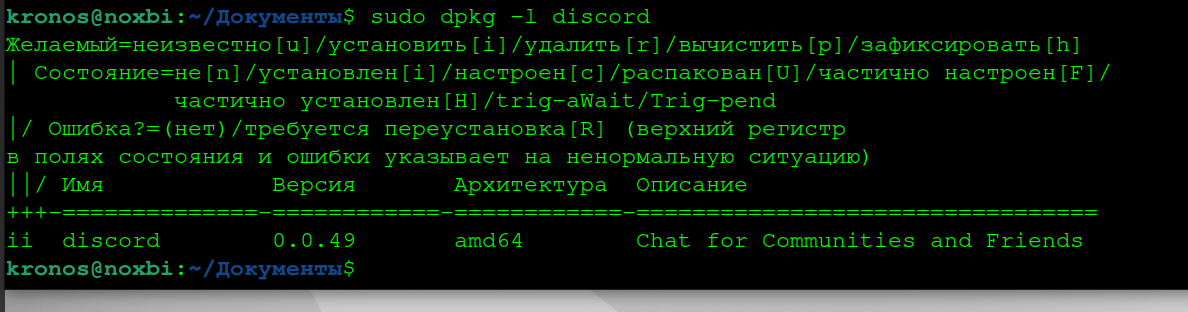 kronos@noxbi:~/Документы$ sudo dpkg -l discord
Желаемый=неизвестно[u]/установить[i]/удалить[r]/вычистить[p]/зафиксировать[h]
| Состояние=не[n]/установлен[i]/настроен[c]/распакован[U]/частично настроен[F]/
            частично установлен[H]/trig-aWait/Trig-pend
|/ Ошибка?=(нет)/требуется переустановка[R] (верхний регистр
в полях состояния и ошибки указывает на ненормальную ситуацию)
||/ Имя            Версия       Архитектура  Описание
+++-==============-============-============-=================================
ii  discord        0.0.49       amd64        Chat for Communities and Friends
kronos@noxbi:~/Документы$